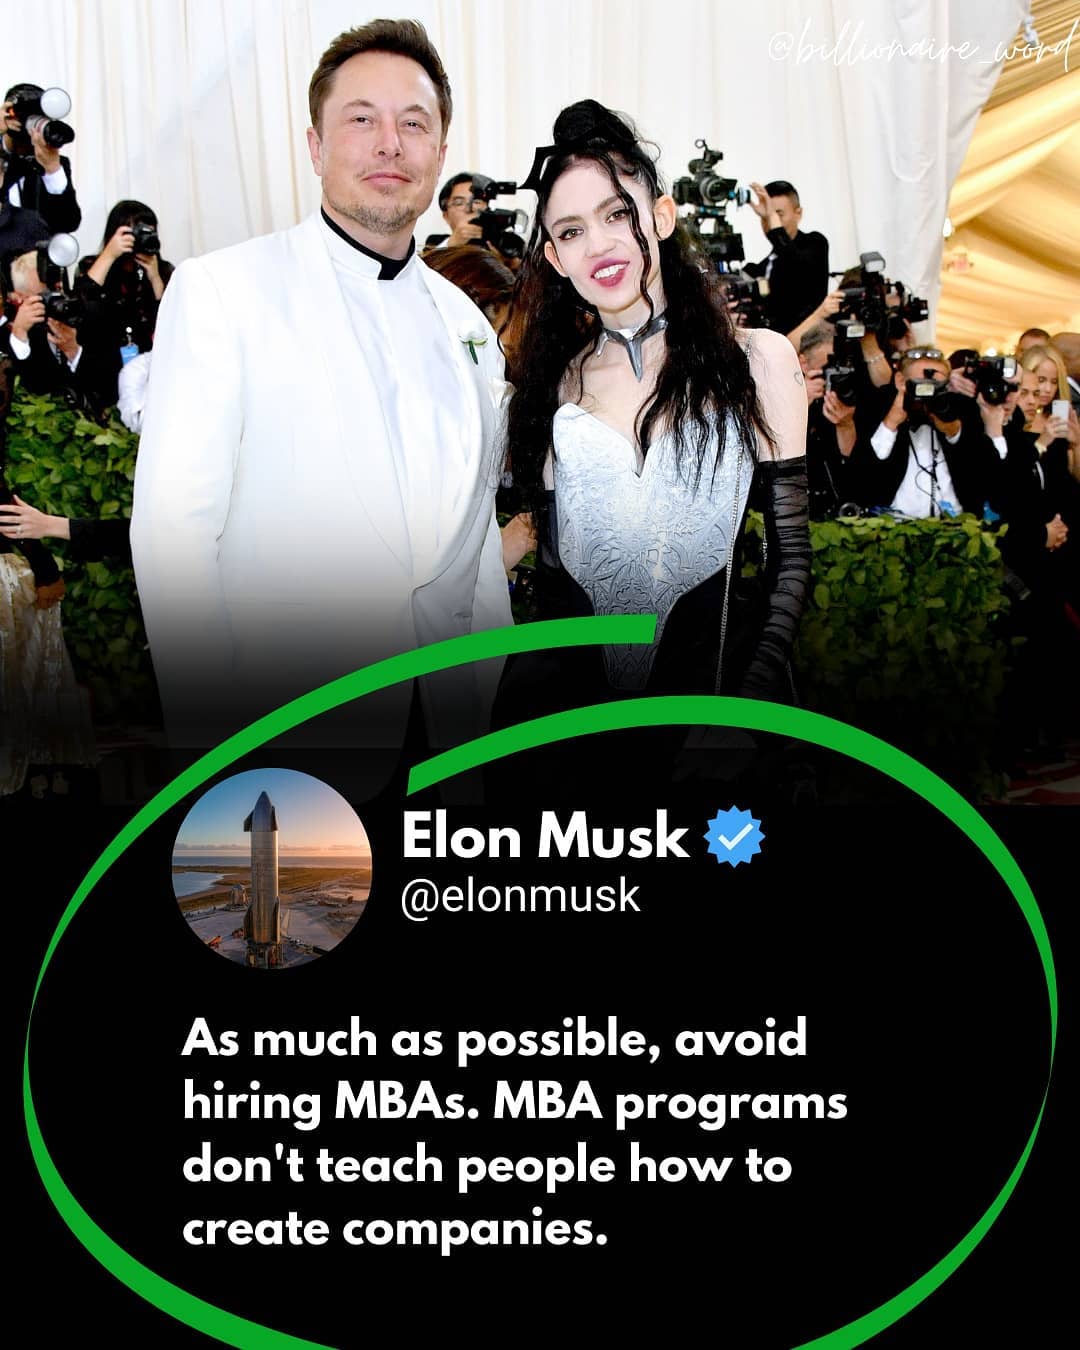 @billionaire_word
Elon Musk
@elonmusk
As much as possible, avoid
hiring MBAs. MBA programs
don't teach people how to
create companies.